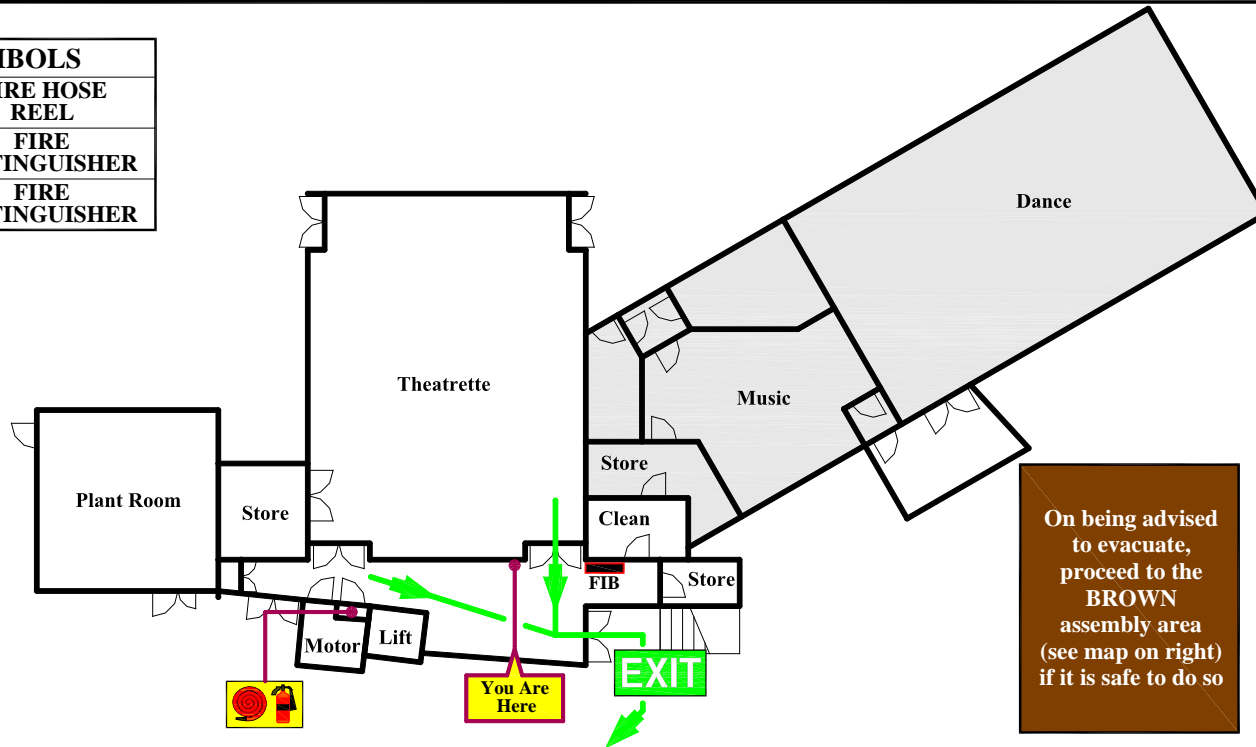 IBOLS
IRE HOSE
REEL
FIRE
TINGUISHER
FIRE
TINGUISHER
Dance
Theatrette
Music
Store
Plant Room
Store
Clean
FIB
Store
Motor
Lift
EXIT
You Are
Here
On being advised
to evacuate,
proceed to the
BROWN
assembly area
(see map on right)
if it is safe to do so